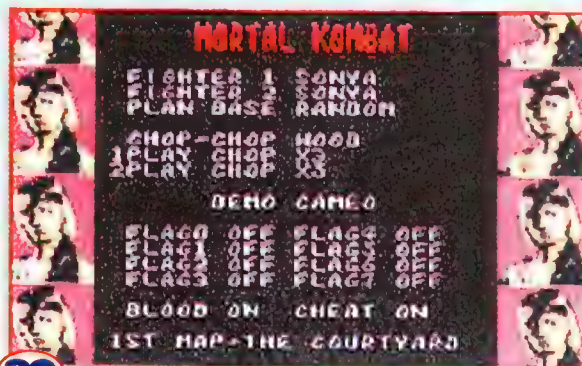 MORTAL KOMBAT
FIGHTER 1 SONYA
FIGHTER 2 SONYA
PLAN BASE RANDOM
CHOP-CHOP WOOD
1PLAY CHOP X3
2PLAY CHOP X3
DEMO CAMEO
FLAG0 OFF FLAG4 OFF
FLAG1 OFF FLAG5 OFF
FLAG2 OFF FLAG6 OFF
FLAG3 OFF FLAG7 OFF
BLOOD ON CHEAT ON
1ST MAP-THE COURTYARD